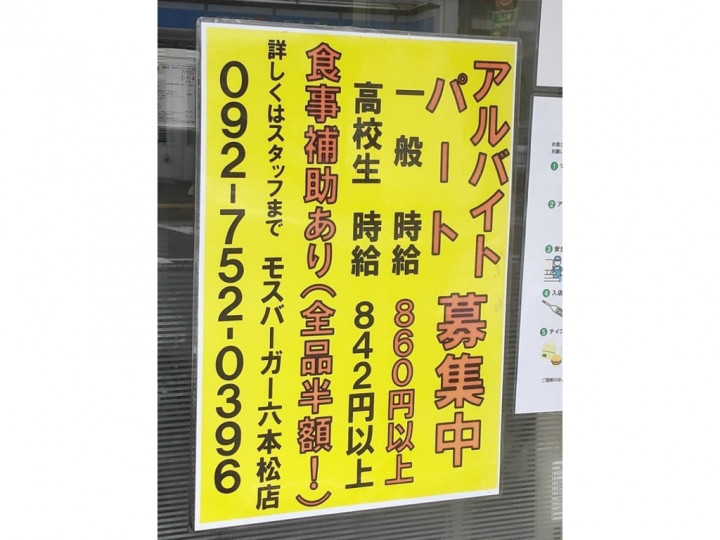 アルバイト
パート
募集中
一般 時給 860円以上
高校生 時給 842円以上
食事補助あり(全品半額!)
詳しくはスタッフまで モスバーガー六本松店
092-752-0396